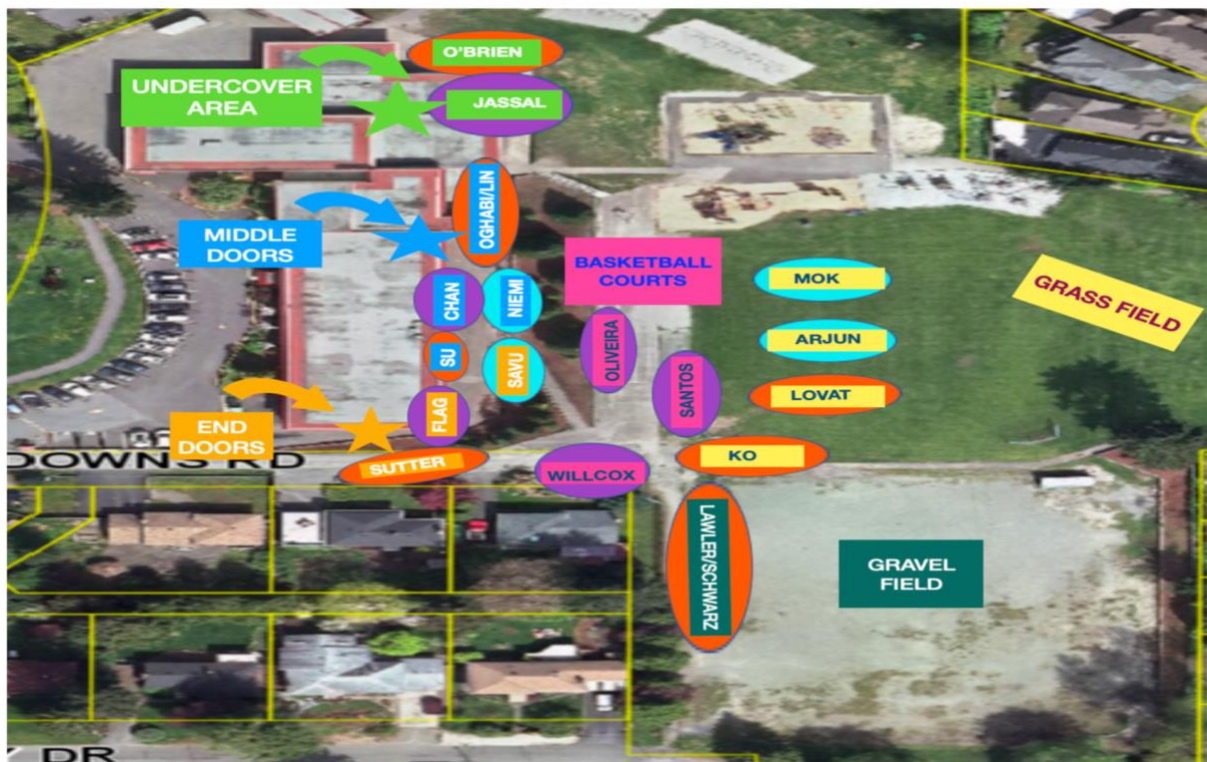 O'BRIEN
UNDERCOVER
AREA
JASSAL
OGHABI/LIN
MIDDLE
DOORS
BASKETBALL
COURTS
MOK
GRASS FIELD
CHAN
NIEMI
ARJUN
OLIVEIRA
SU
SAVU
SANTOS
LOVAT
FLAG
END
DOORS
DOWNS RD
SUTTER
KO
WILLCOX
LAWLER/SCHWARZ
GRAVEL
FIELD
DR